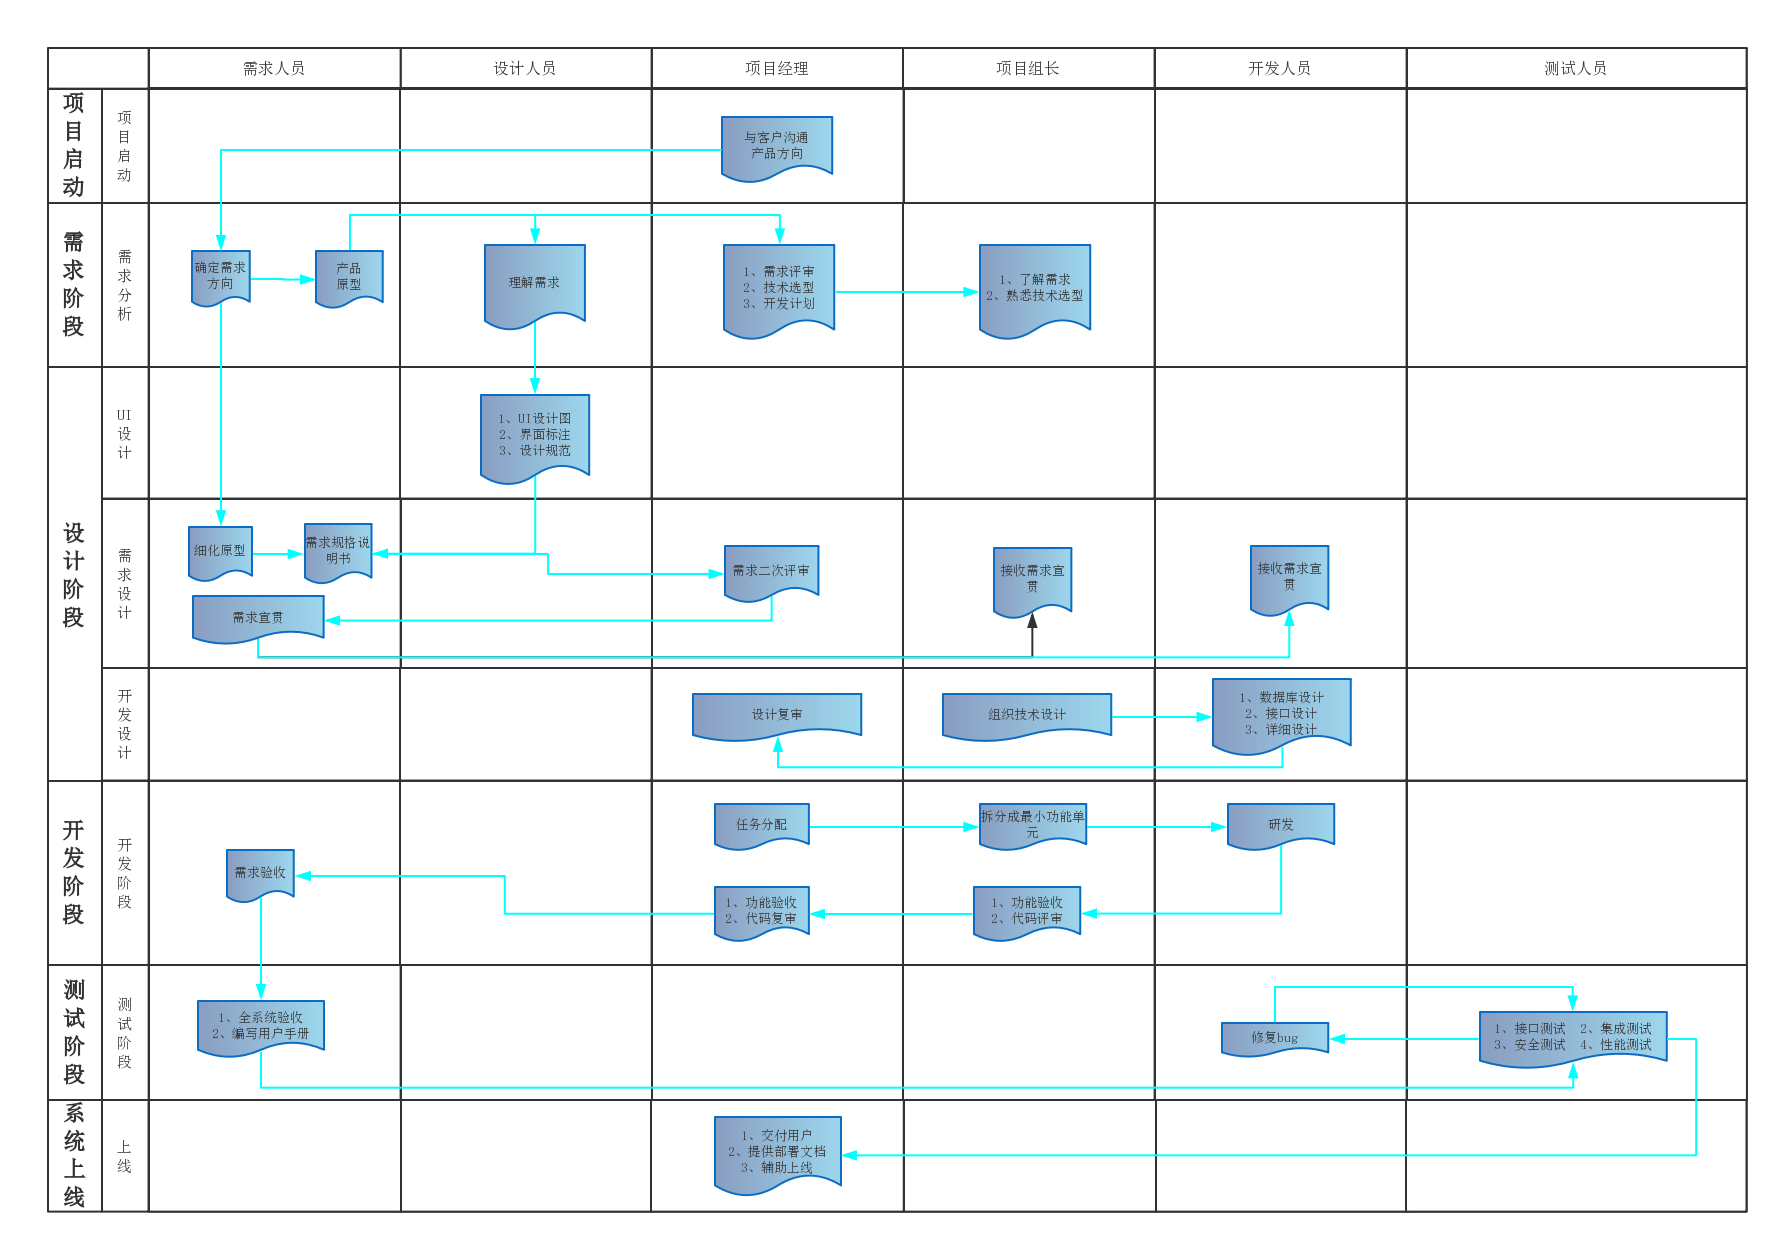 需求人员
设计人员
项目经理
项目组长
开发人员
测试人员
项
目
启
动
项
目
启
动
与客户沟通
产品方向
需
求
阶
段
需
求
分
析
确定需求
方向
产品
原型
理解需求
1、需求评审
2、技术选型
3、开发计划
1、了解需求
2、熟悉技术选型
设
计
阶
段
UI
设
计
1、UI设计图
2、界面标注
3、设计规范
需
求
设
计
细化原型
需求规格说
明书
需求二次评审
接收需求宣
贯
接收需求宣
贯
需求宣贯
开
发
设
计
设计复审
组织技术设计
1、数据库设计
2、接口设计
3、详细设计
开
发
阶
段
开
发
阶
段
任务分配
拆分成最小功能单
元
研发
需求验收
1、功能验收
2、代码复审
1、功能验收
2、代码评审
测
试
阶
段
测
试
阶
段
1、全系统验收
2、编写用户手册
修复bug
1、接口测试 2、集成测试
3、安全测试 4、性能测试
系
统
上
线
上
线
1、交付用户
2、提供部署文档
3、辅助上线